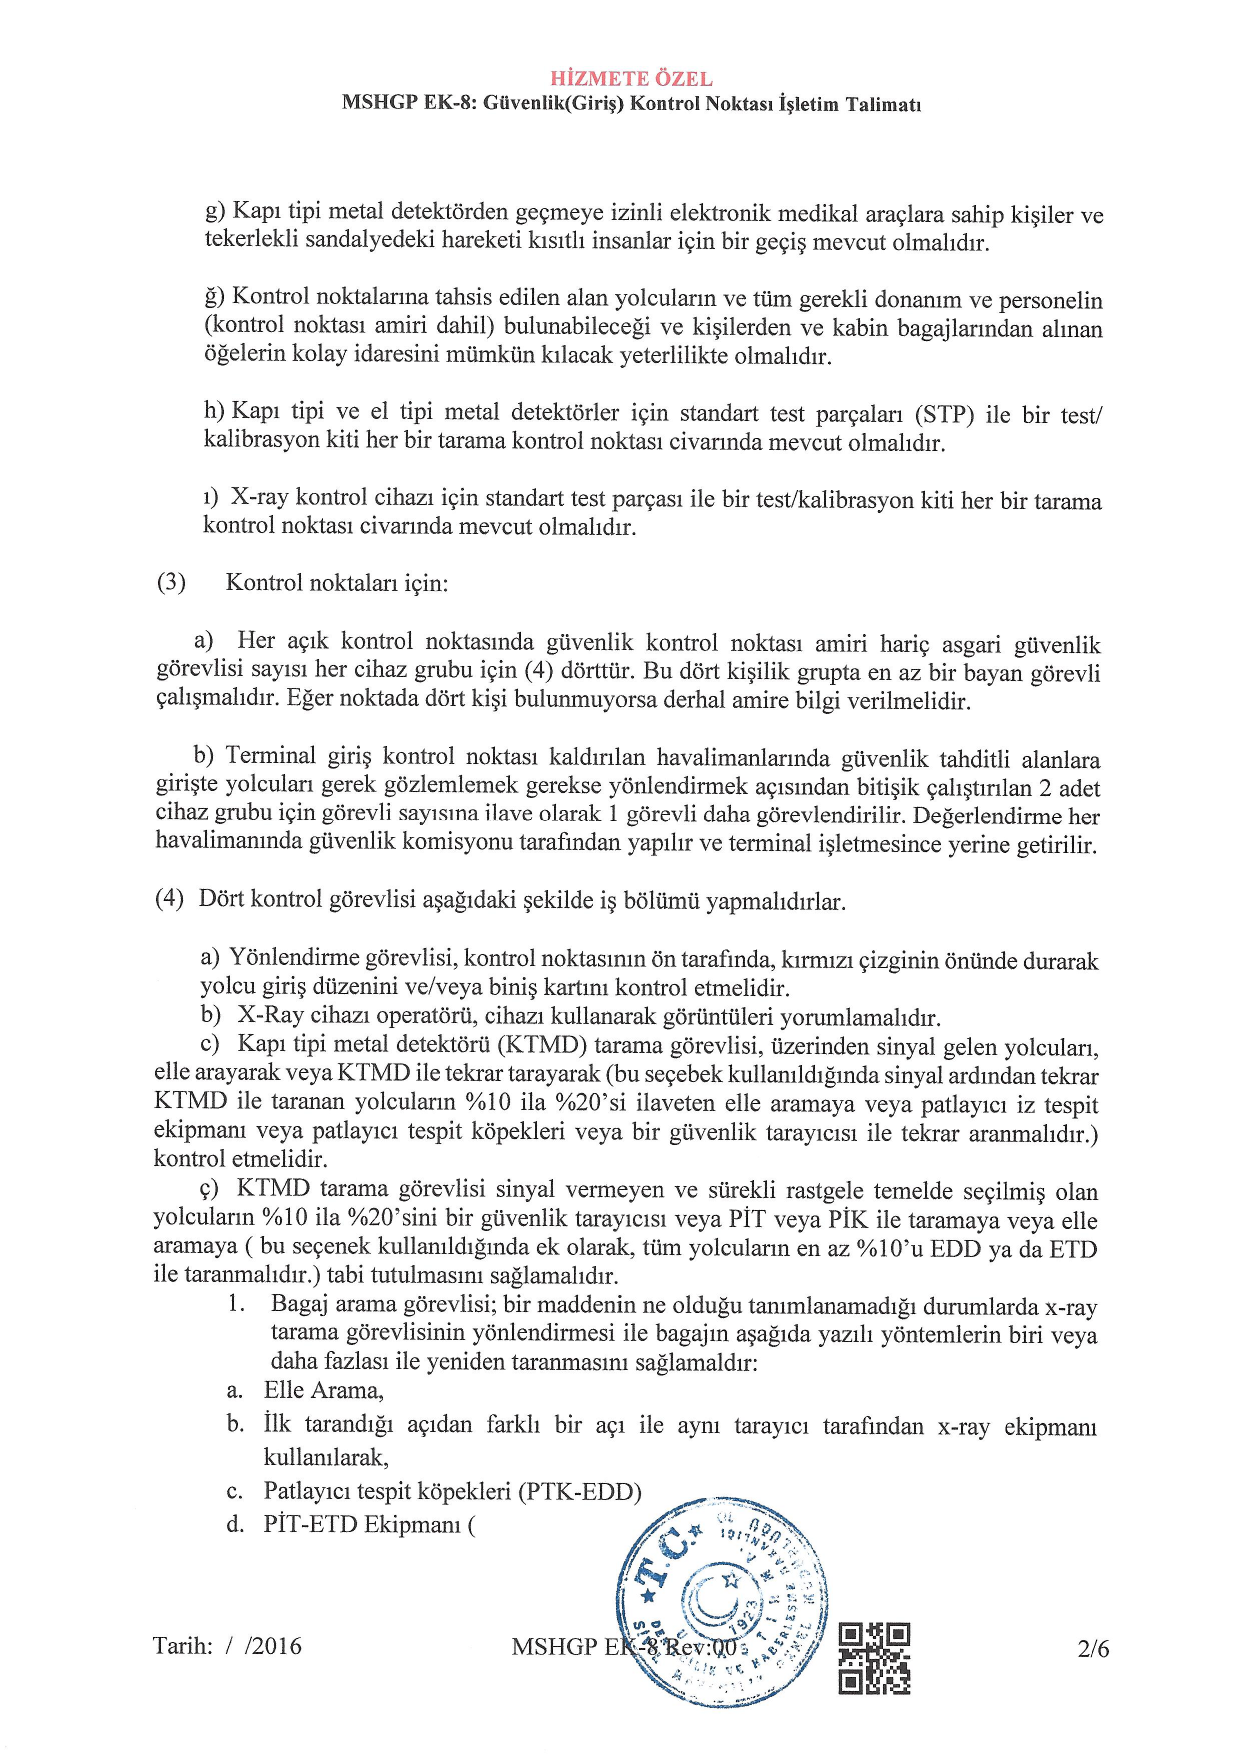 HİZMETE ÖZEL
MSHGP EK-8: Güvenlik(Giriş) Kontrol Noktası İşletim Talimatı
g) Kapı tipi metal detektörden geçmeye izinli elektronik medikal araçlara sahip kişiler ve
tekerlekli sandalyedeki hareketi kısıtlı insanlar için bir geçiş mevcut olmalıdır.
ğ) Kontrol noktalarına tahsis edilen alan yolcuların ve tüm gerekli donanım ve personelin
(kontrol noktası amiri dahil) bulunabileceği ve kişilerden ve kabin bagajlarından alınan
öğelerin kolay idaresini mümkün kılacak yeterlilikte olmalıdır.
h) Kapı tipi ve el tipi metal detektörler için standart test parçaları (STP) ile bir test/
kalibrasyon kiti her bir tarama kontrol noktası civarında mevcut olmalıdır.
ı) X-ray kontrol cihazı için standart test parçası ile bir test/kalibrasyon kiti her bir tarama
kontrol noktası civarında mevcut olmalıdır.
(3) Kontrol noktaları için:
a) Her açık kontrol noktasında güvenlik kontrol noktası amiri hariç asgari güvenlik
görevlisi sayısı her cihaz grubu için (4) dörttür. Bu dört kişilik grupta en az bir bayan görevli
çalışmalıdır. Eğer noktada dört kişi bulunmuyorsa derhal amire bilgi verilmelidir.
b) Terminal giriş kontrol noktası kaldırılan havalimanlarında güvenlik tahditli alanlara
girişte yolcuları gerek gözlemlemek gerekse yönlendirmek açısından bitişik çalıştırılan 2 adet
cihaz grubu için görevli sayısına ilave olarak 1 görevli daha görevlendirilir. Değerlendirme her
havalimanında güvenlik komisyonu tarafından yapılır ve terminal işletmesince yerine getirilir.
(4) Dört kontrol görevlisi aşağıdaki şekilde iş bölümü yapmalıdırlar.
a) Yönlendirme görevlisi, kontrol noktasının ön tarafında, kırmızı çizginin önünde durarak
yolcu giriş düzenini ve/veya biniş kartını kontrol etmelidir.
b) X-Ray cihazı operatörü, cihazı kullanarak görüntüleri yorumlamalıdır.
c) Kapı tipi metal detektörü (KTMD) tarama görevlisi, üzerinden sinyal gelen yolcuları,
elle arayarak veya KTMD ile tekrar tarayarak (bu seçebek kullanıldığında sinyal ardından tekrar
KTMD ile taranan yolcuların %10 ila %20'si ilaveten elle aramaya veya patlayıcı iz tespit
ekipmanı veya patlayıcı tespit köpekleri veya bir güvenlik tarayıcısı ile tekrar aranmalıdır.)
kontrol etmelidir.
ç) KTMD tarama görevlisi sinyal vermeyen ve sürekli rastgele temelde seçilmiş olan
yolcuların %10 ila %20'sini bir güvenlik tarayıcısı veya PİT veya PİK ile taramaya veya elle
aramaya ( bu seçenek kullanıldığında ek olarak, tüm yolcuların en az %10'u EDD ya da ETD
ile taranmalıdır.) tabi tutulmasını sağlamalıdır.
1. Bagaj arama görevlisi; bir maddenin ne olduğu tanımlanamadığı durumlarda x-ray
tarama görevlisinin yönlendirmesi ile bagajın aşağıda yazılı yöntemlerin biri veya
daha fazlası ile yeniden taranmasını sağlamaldır:
a. Elle Arama,
b. İlk tarandığı açıdan farklı bir açı ile aynı tarayıcı tarafından x-ray ekipmanı
kullanılarak,
c. Patlayıcı tespit köpekleri (PTK-EDD)
d. PİT-ETD Ekipmanı (
T.C.
1923
Tarih: / /2016 MSHGP EK-8 Rev:00 2/6